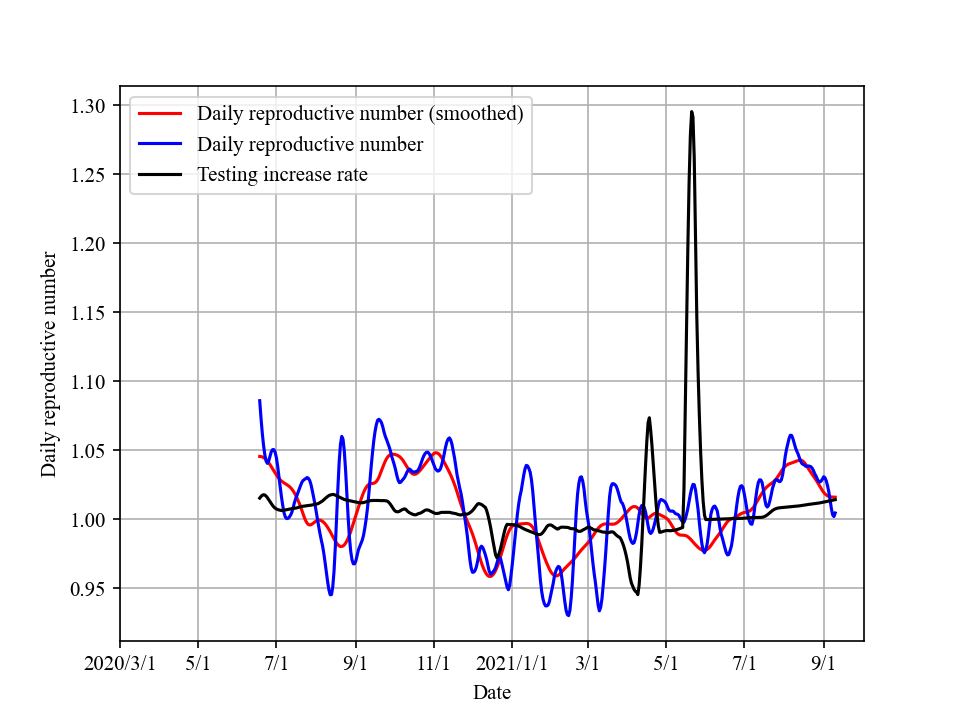 Daily reproductive number (smoothed)
Daily reproductive number
Testing increase rate
Daily reproductive number
1.30
1.25
1.20
1.15
1.10
1.05
1.00
0.95
2020/3/1 5/1 7/1 9/1 11/1 2021/1/1 3/1 5/1 7/1 9/1
Date